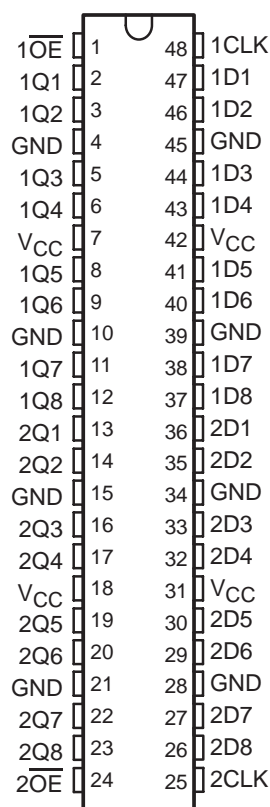 1O̅E̅ 1 48 1CLK
1Q1 2 47 1D1
1Q2 3 46 1D2
GND 4 45 GND
1Q3 5 44 1D3
1Q4 6 43 1D4
VCC 7 42 VCC
1Q5 8 41 1D5
1Q6 9 40 1D6
GND 10 39 GND
1Q7 11 38 1D7
1Q8 12 37 1D8
2Q1 13 36 2D1
2Q2 14 35 2D2
GND 15 34 GND
2Q3 16 33 2D3
2Q4 17 32 2D4
VCC 18 31 VCC
2Q5 19 30 2D5
2Q6 20 29 2D6
GND 21 28 GND
2Q7 22 27 2D7
2Q8 23 26 2D8
2O̅E̅ 24 25 2CLK